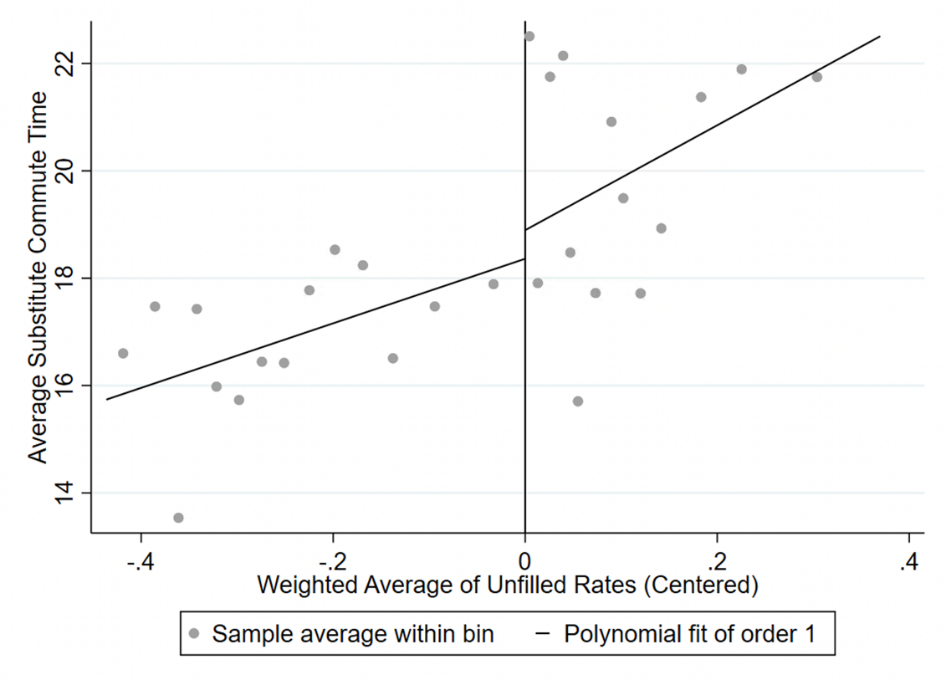 Average Substitute Commute Time
22
20
18
16
14
-.4 -.2 0 .2 .4
Weighted Average of Unfilled Rates (Centered)
Sample average within bin Polynomial fit of order 1